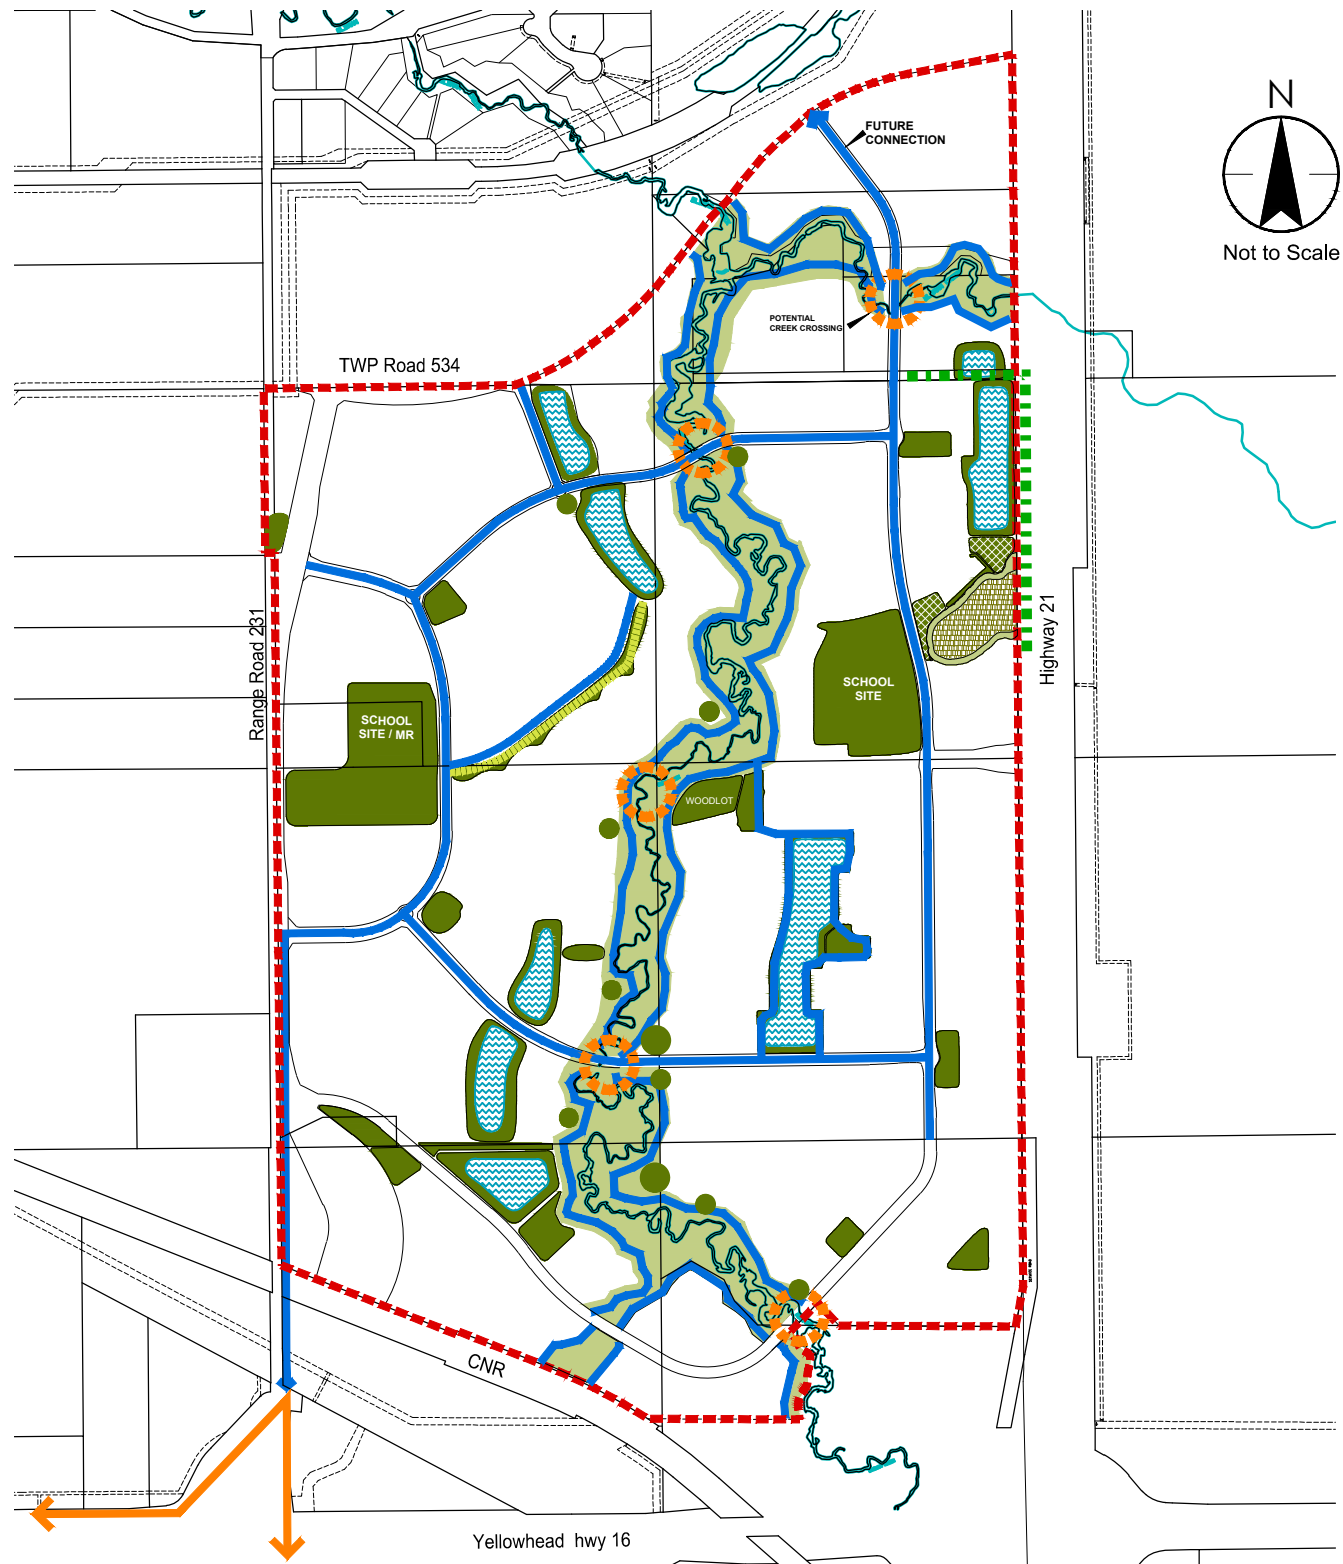 N
Not to Scale
FUTURE
CONNECTION
POTENTIAL
CREEK CROSSING
TWP Road 534
Range Road 231
Highway 21
SCHOOL
SITE
SCHOOL
SITE / MR
WOODLOT
CNR
Yellowhead hwy 16